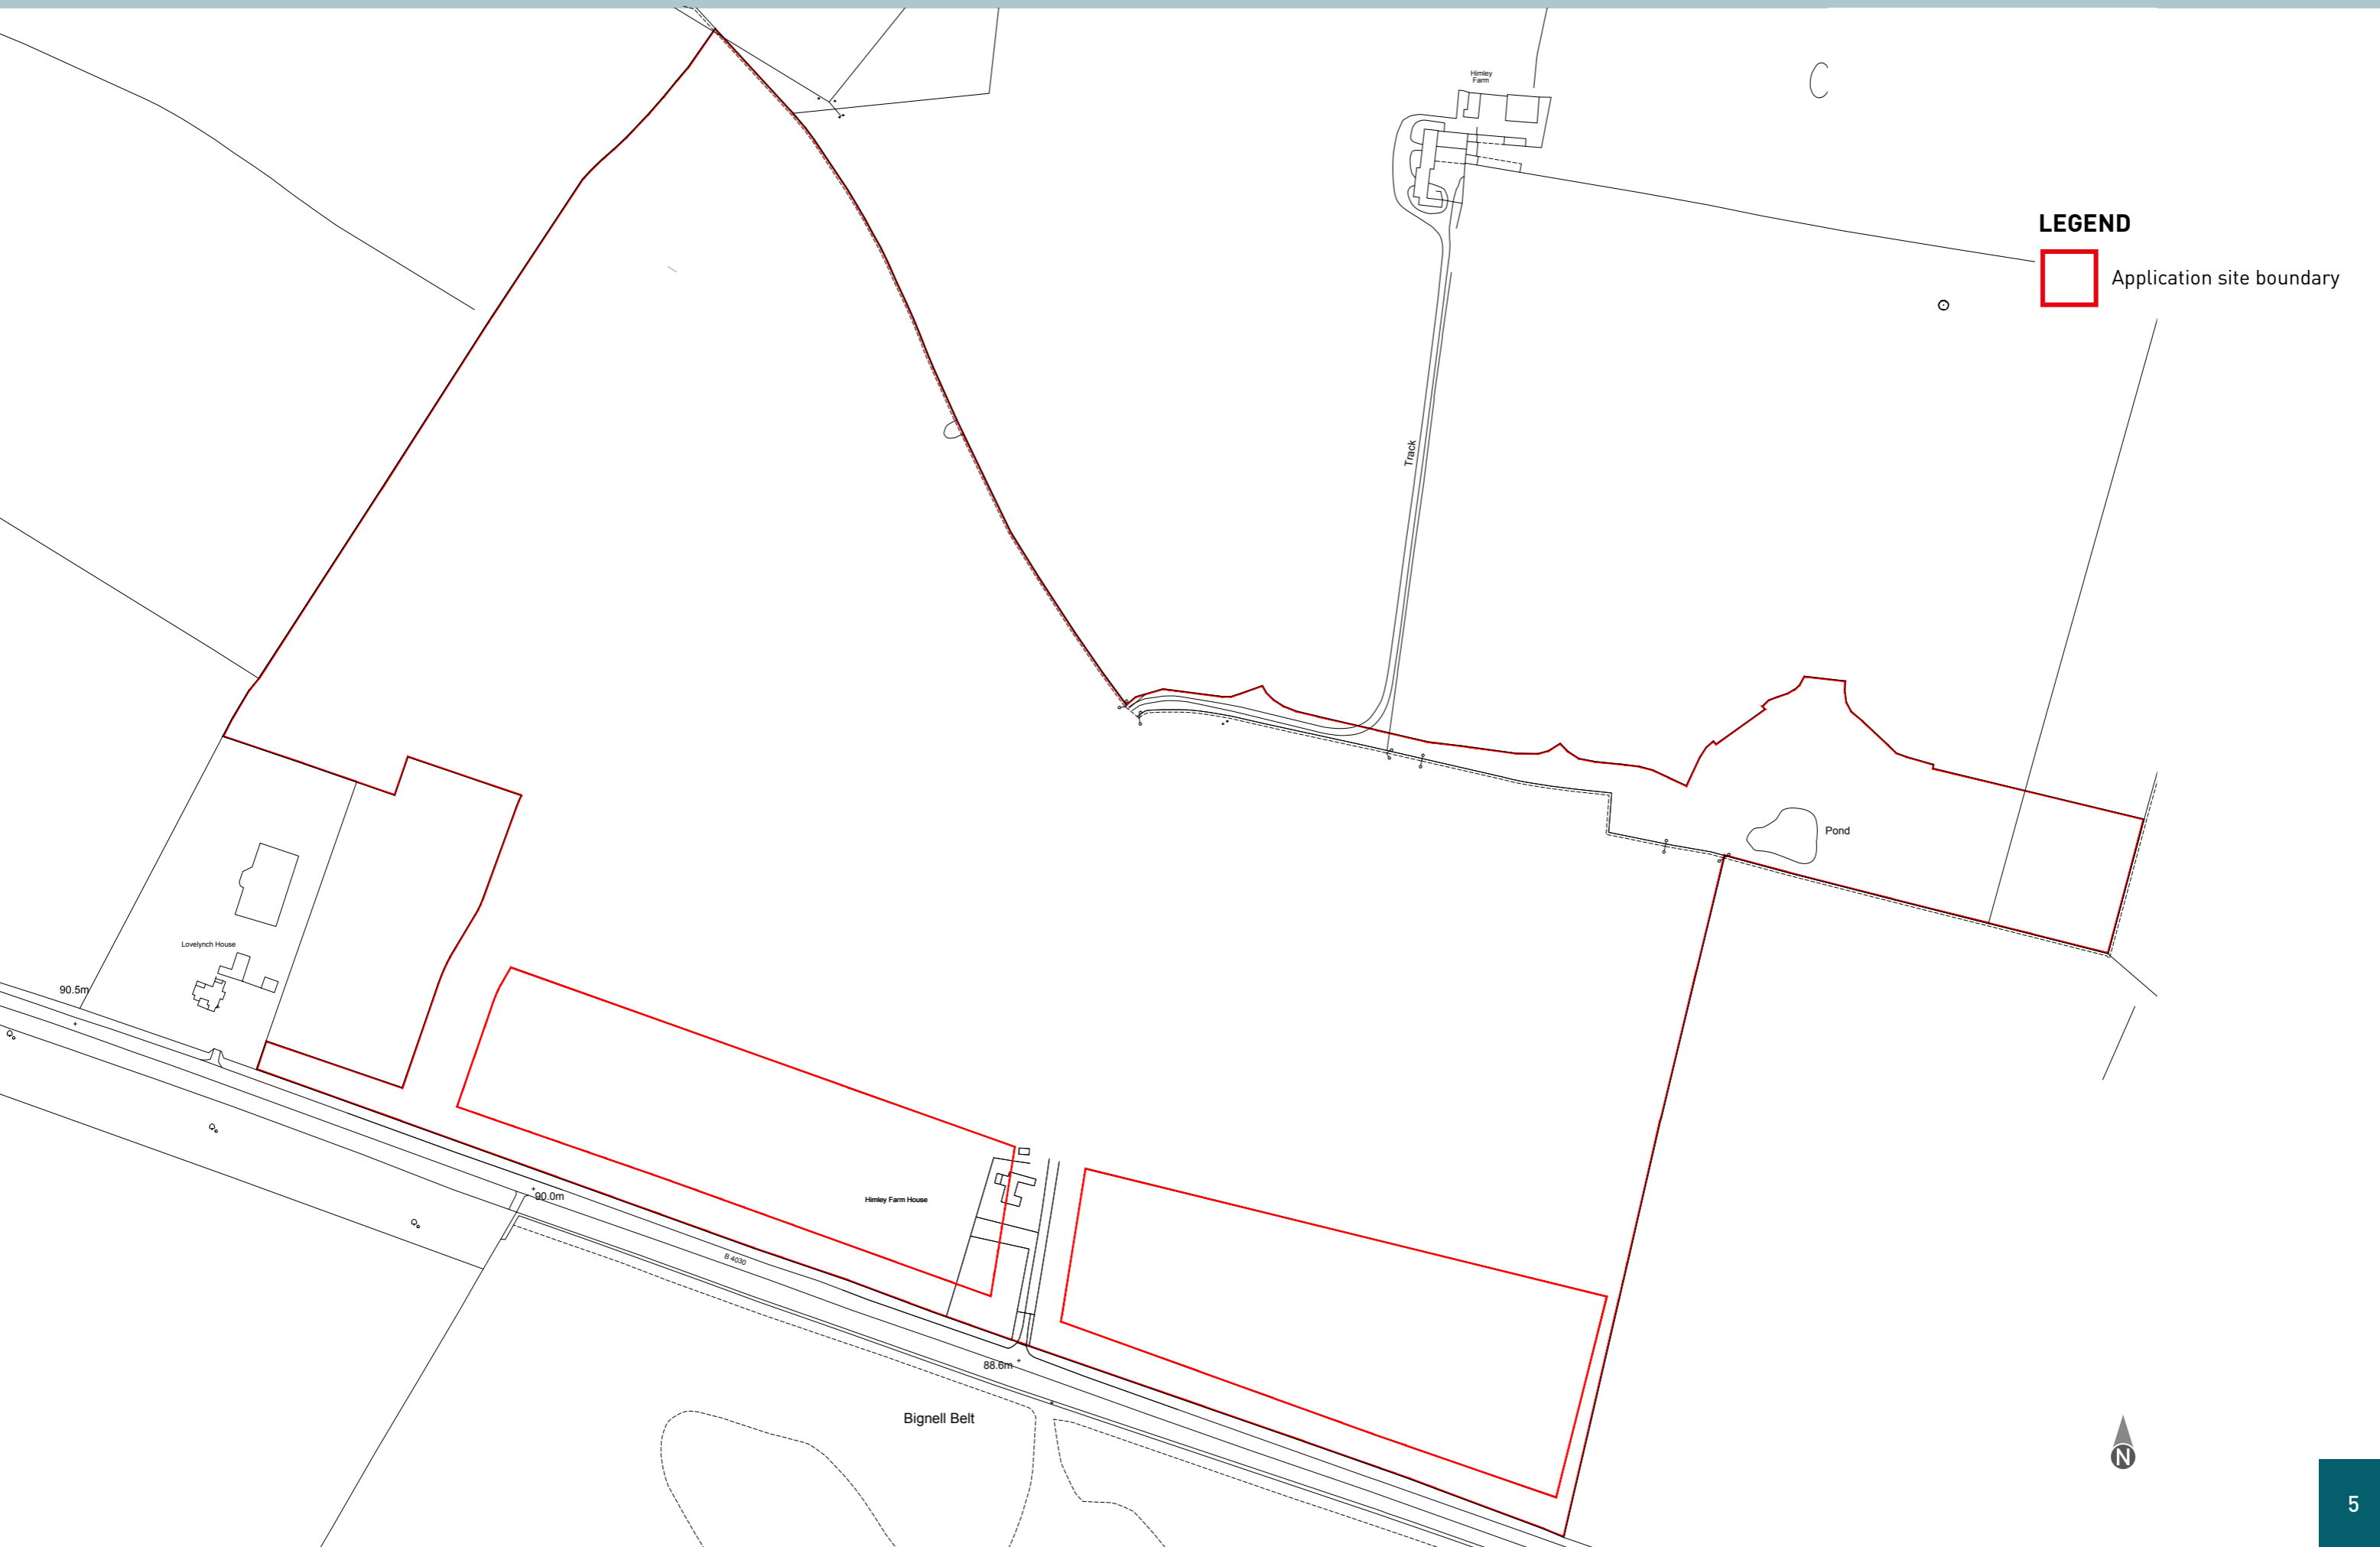 Himley
Farm
LEGEND
Application site boundary
Track
Pond
Lovelynch House
90.5m
90.0m
Himley Farm House
B 4030
88.6m
Bignell Belt
N
5